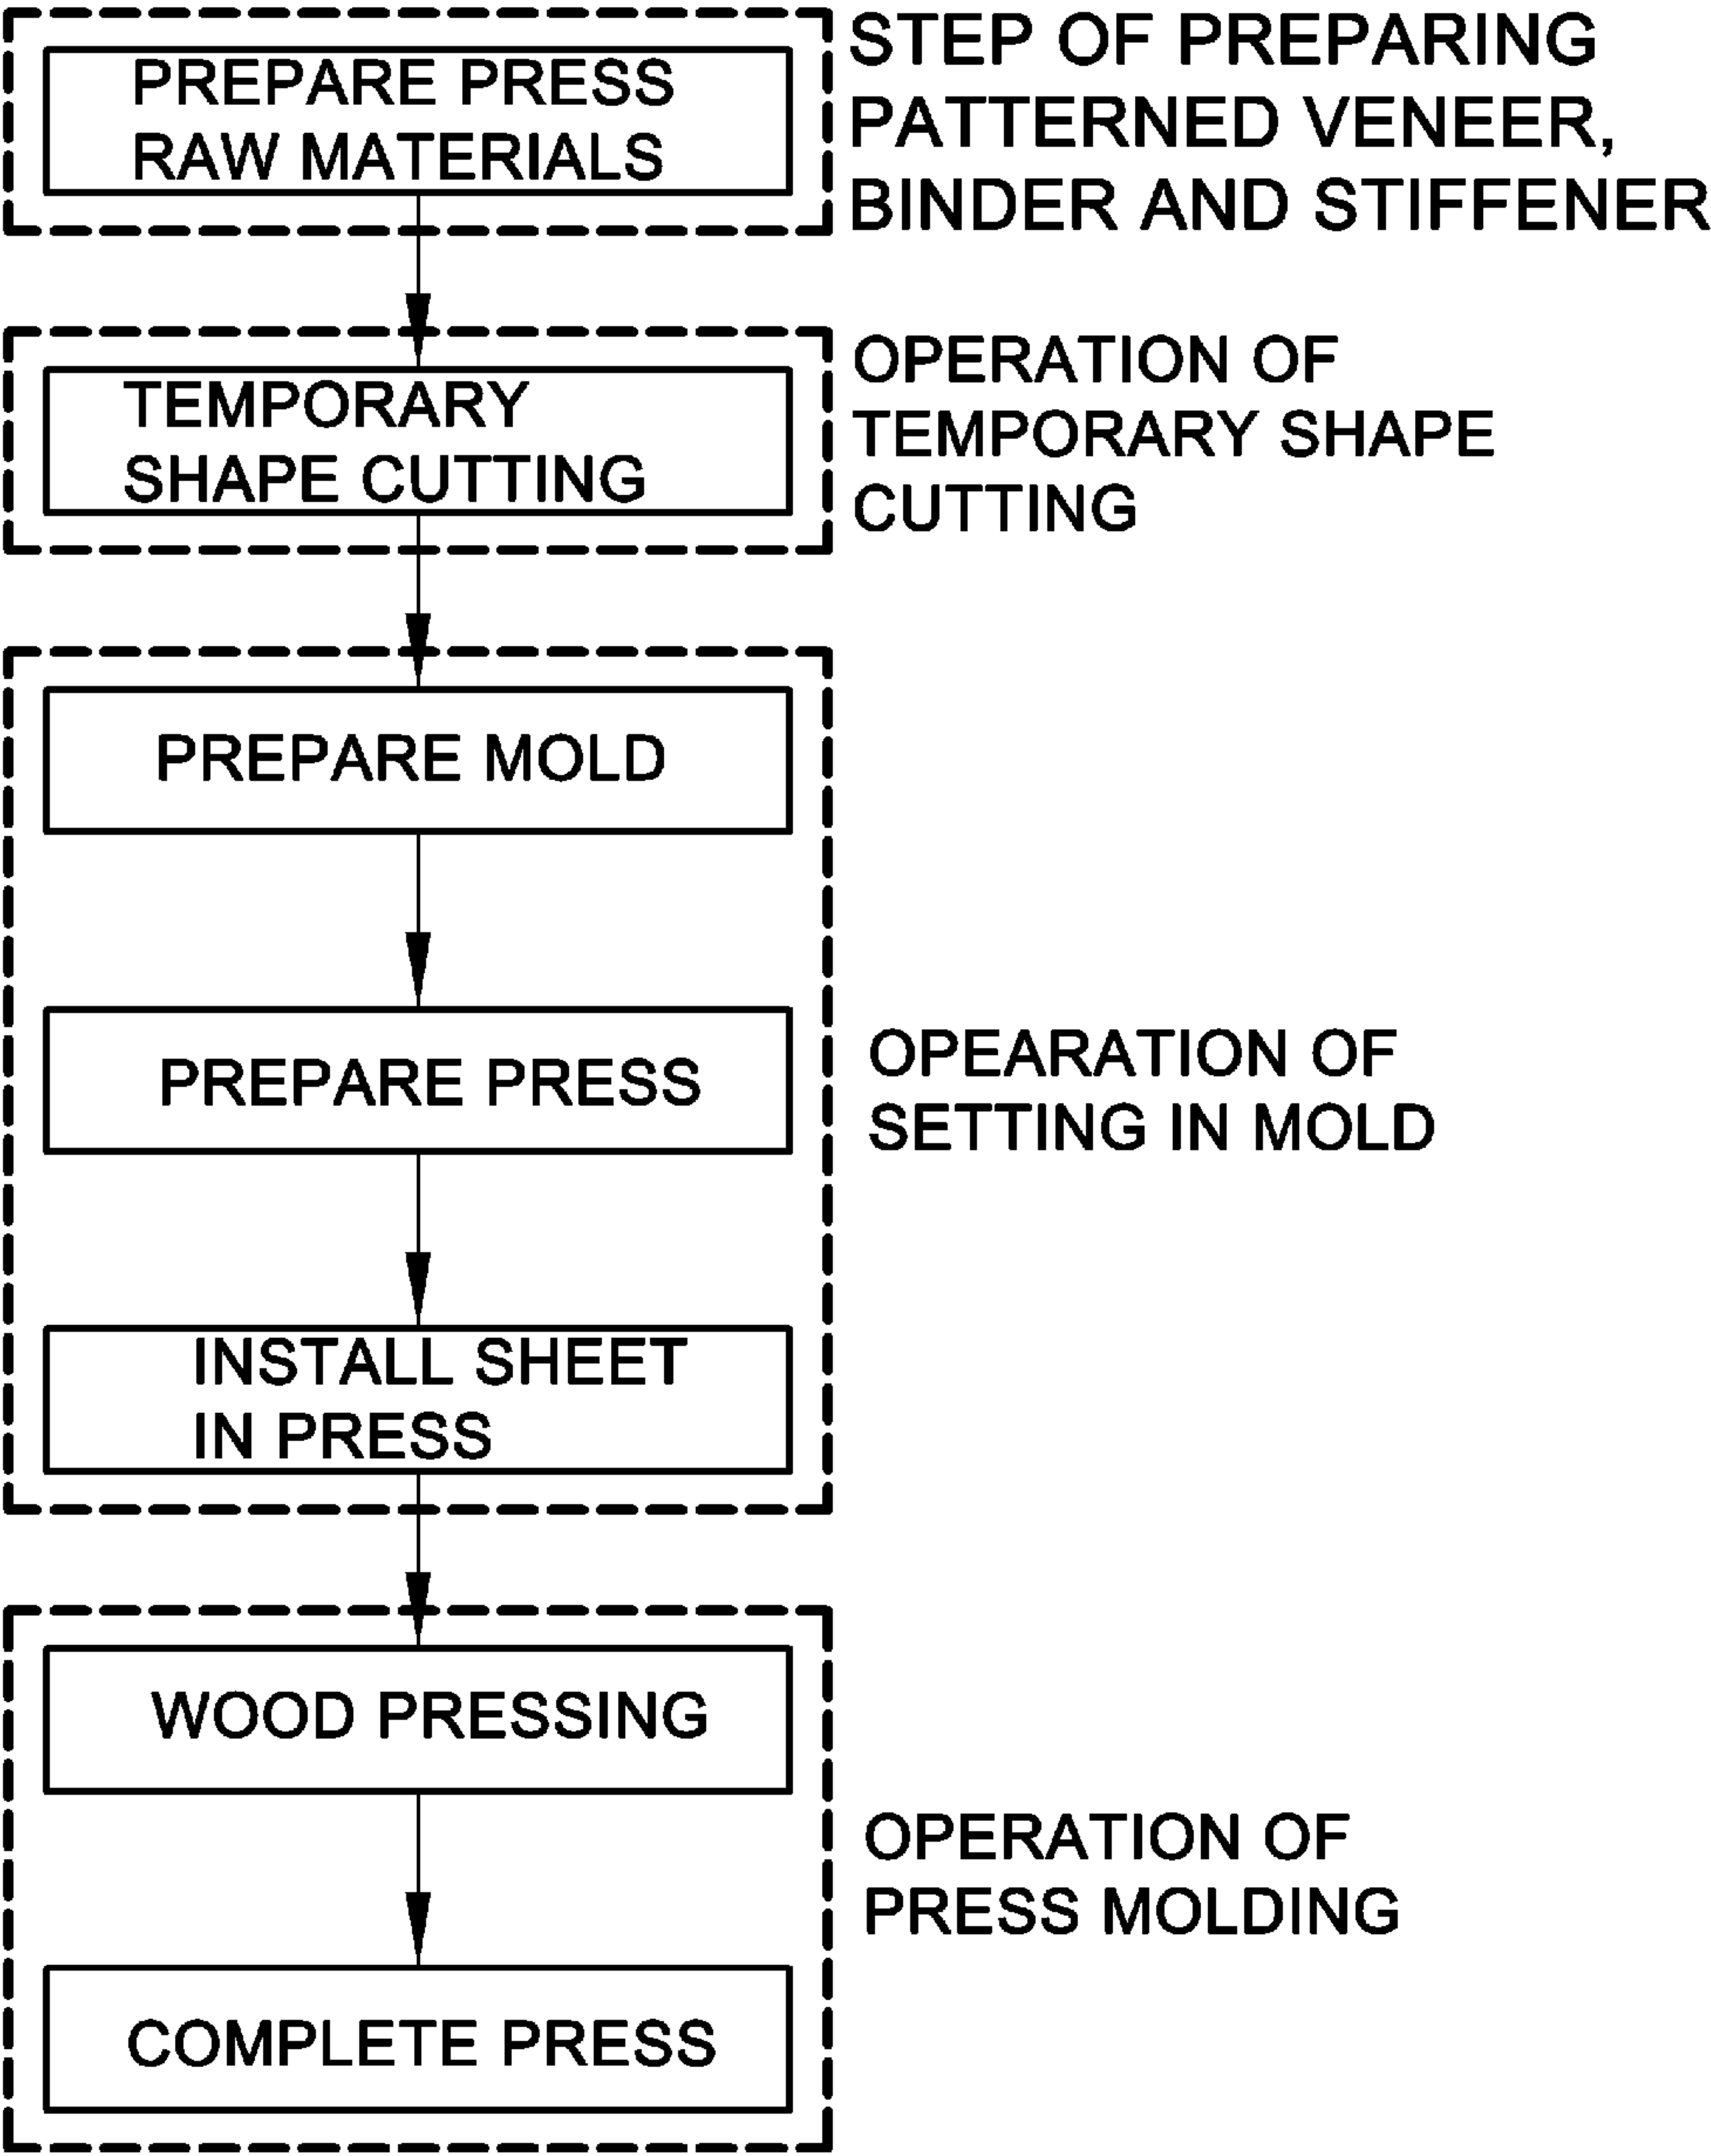 PREPARE PRESS
RAW MATERIALS
STEP OF PREPARING
PATTERNED VENEER,
BINDER AND STIFFENER
TEMPORARY
SHAPE CUTTING
OPERATION OF
TEMPORARY SHAPE
CUTTING
PREPARE MOLD
PREPARE PRESS
INSTALL SHEET
IN PRESS
OPEARATION OF
SETTING IN MOLD
WOOD PRESSING
COMPLETE PRESS
OPERATION OF
PRESS MOLDING